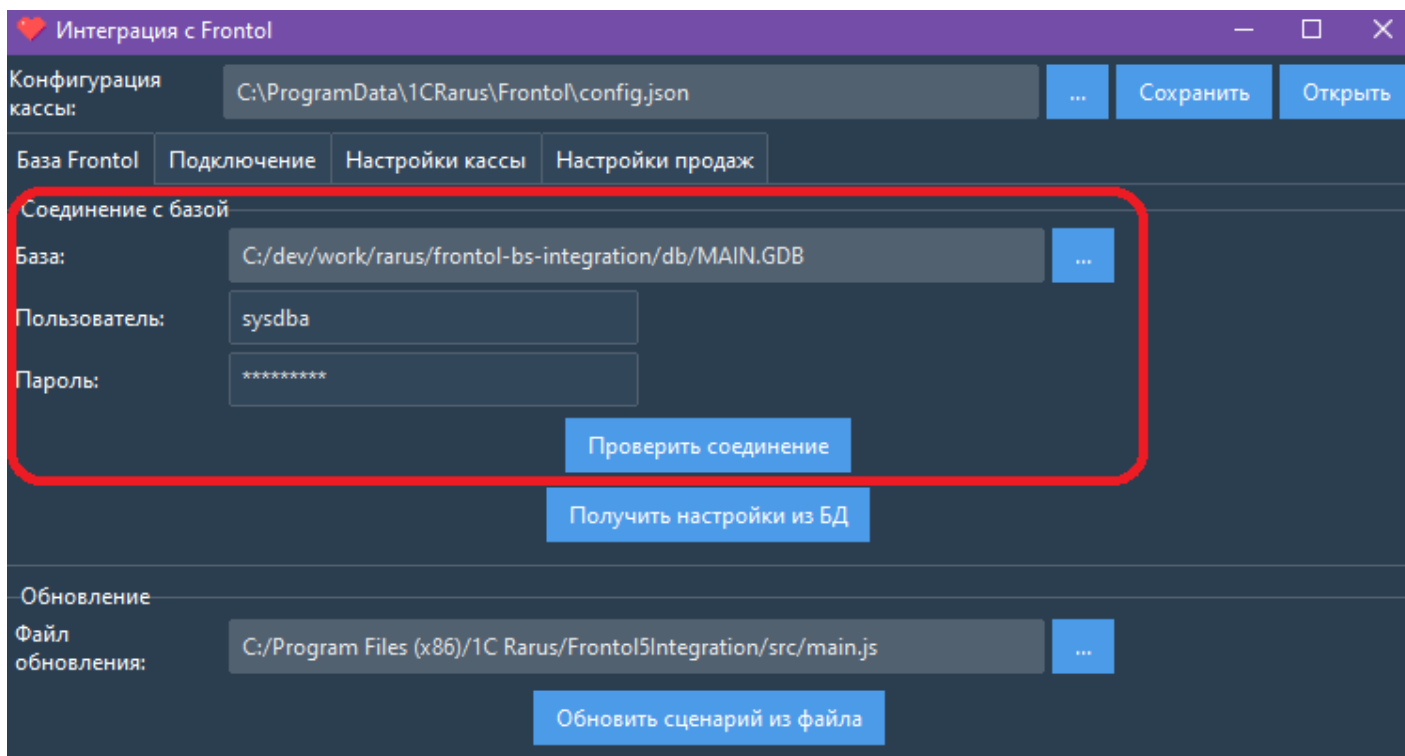 Интеграция с Frontol
Конфигурация
кассы:
C:\ProgramData\1CRarus\Frontol\config.json
...
Сохранить
Открыть
База Frontol
Подключение
Настройки кассы
Настройки продаж
Соединение с базой
База:
C:/dev/work/rarus/frontol-bs-integration/db/MAIN.GDB
...
Пользователь:
sysdba
Пароль:
*********
Проверить соединение
Получить настройки из БД
Обновление
Файл
обновления:
C:/Program Files (x86)/1C Rarus/Frontol5Integration/src/main.js
...
Обновить сценарий из файла